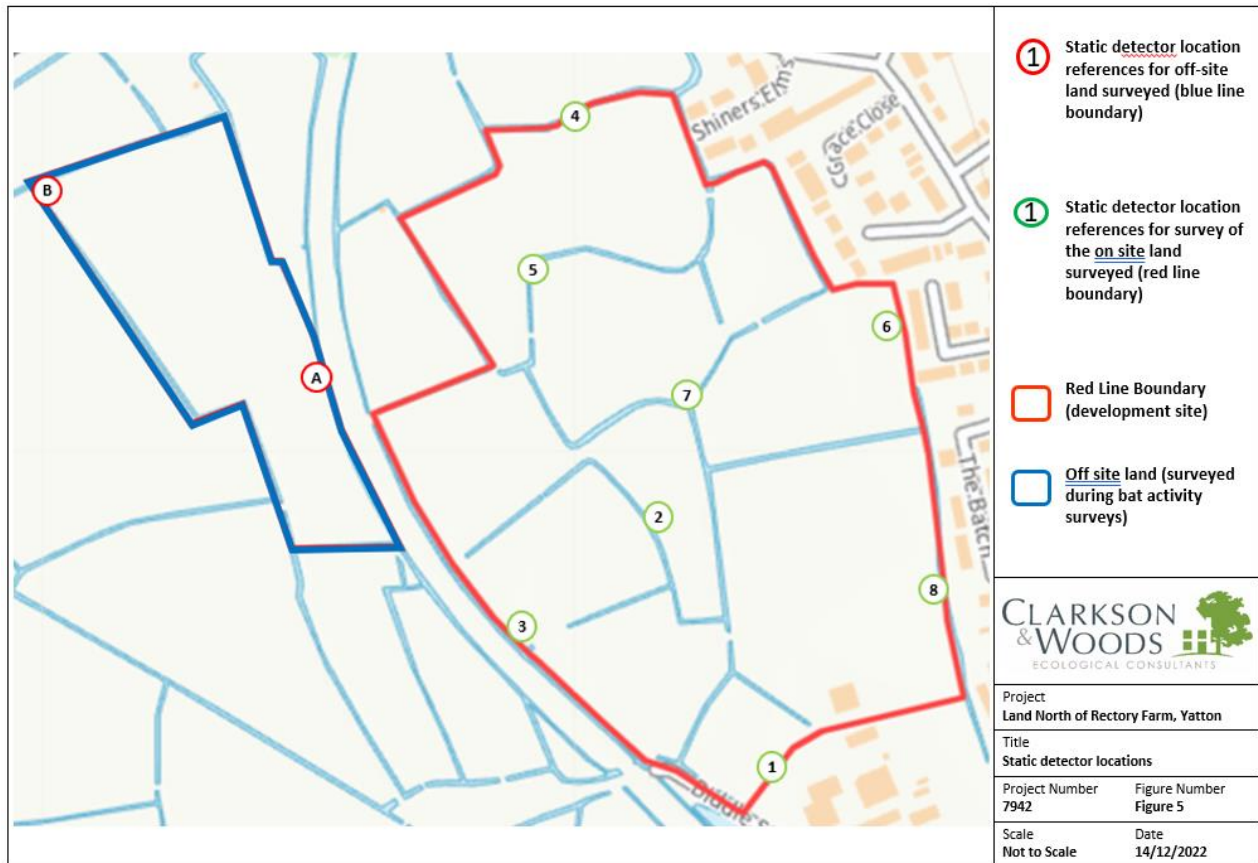 4
Shiners Elms
Grace Close
B
5
6
A
7
2
The Batch
8
3
1
Biddle's
1
Static detector location
references for off-site
land surveyed (blue line
boundary)
1
Static detector location
references for survey of
the on site land
surveyed (red line
boundary)
Red Line Boundary
(development site)
Off site land (surveyed
during bat activity
surveys)
CLARKSON
& WOODS
ECOLOGICAL CONSULTANTS
Project
Land North of Rectory Farm, Yatton
Title
Static detector locations
Project Number
7942
Figure Number
Figure 5
Scale
Not to Scale
Date
14/12/2022